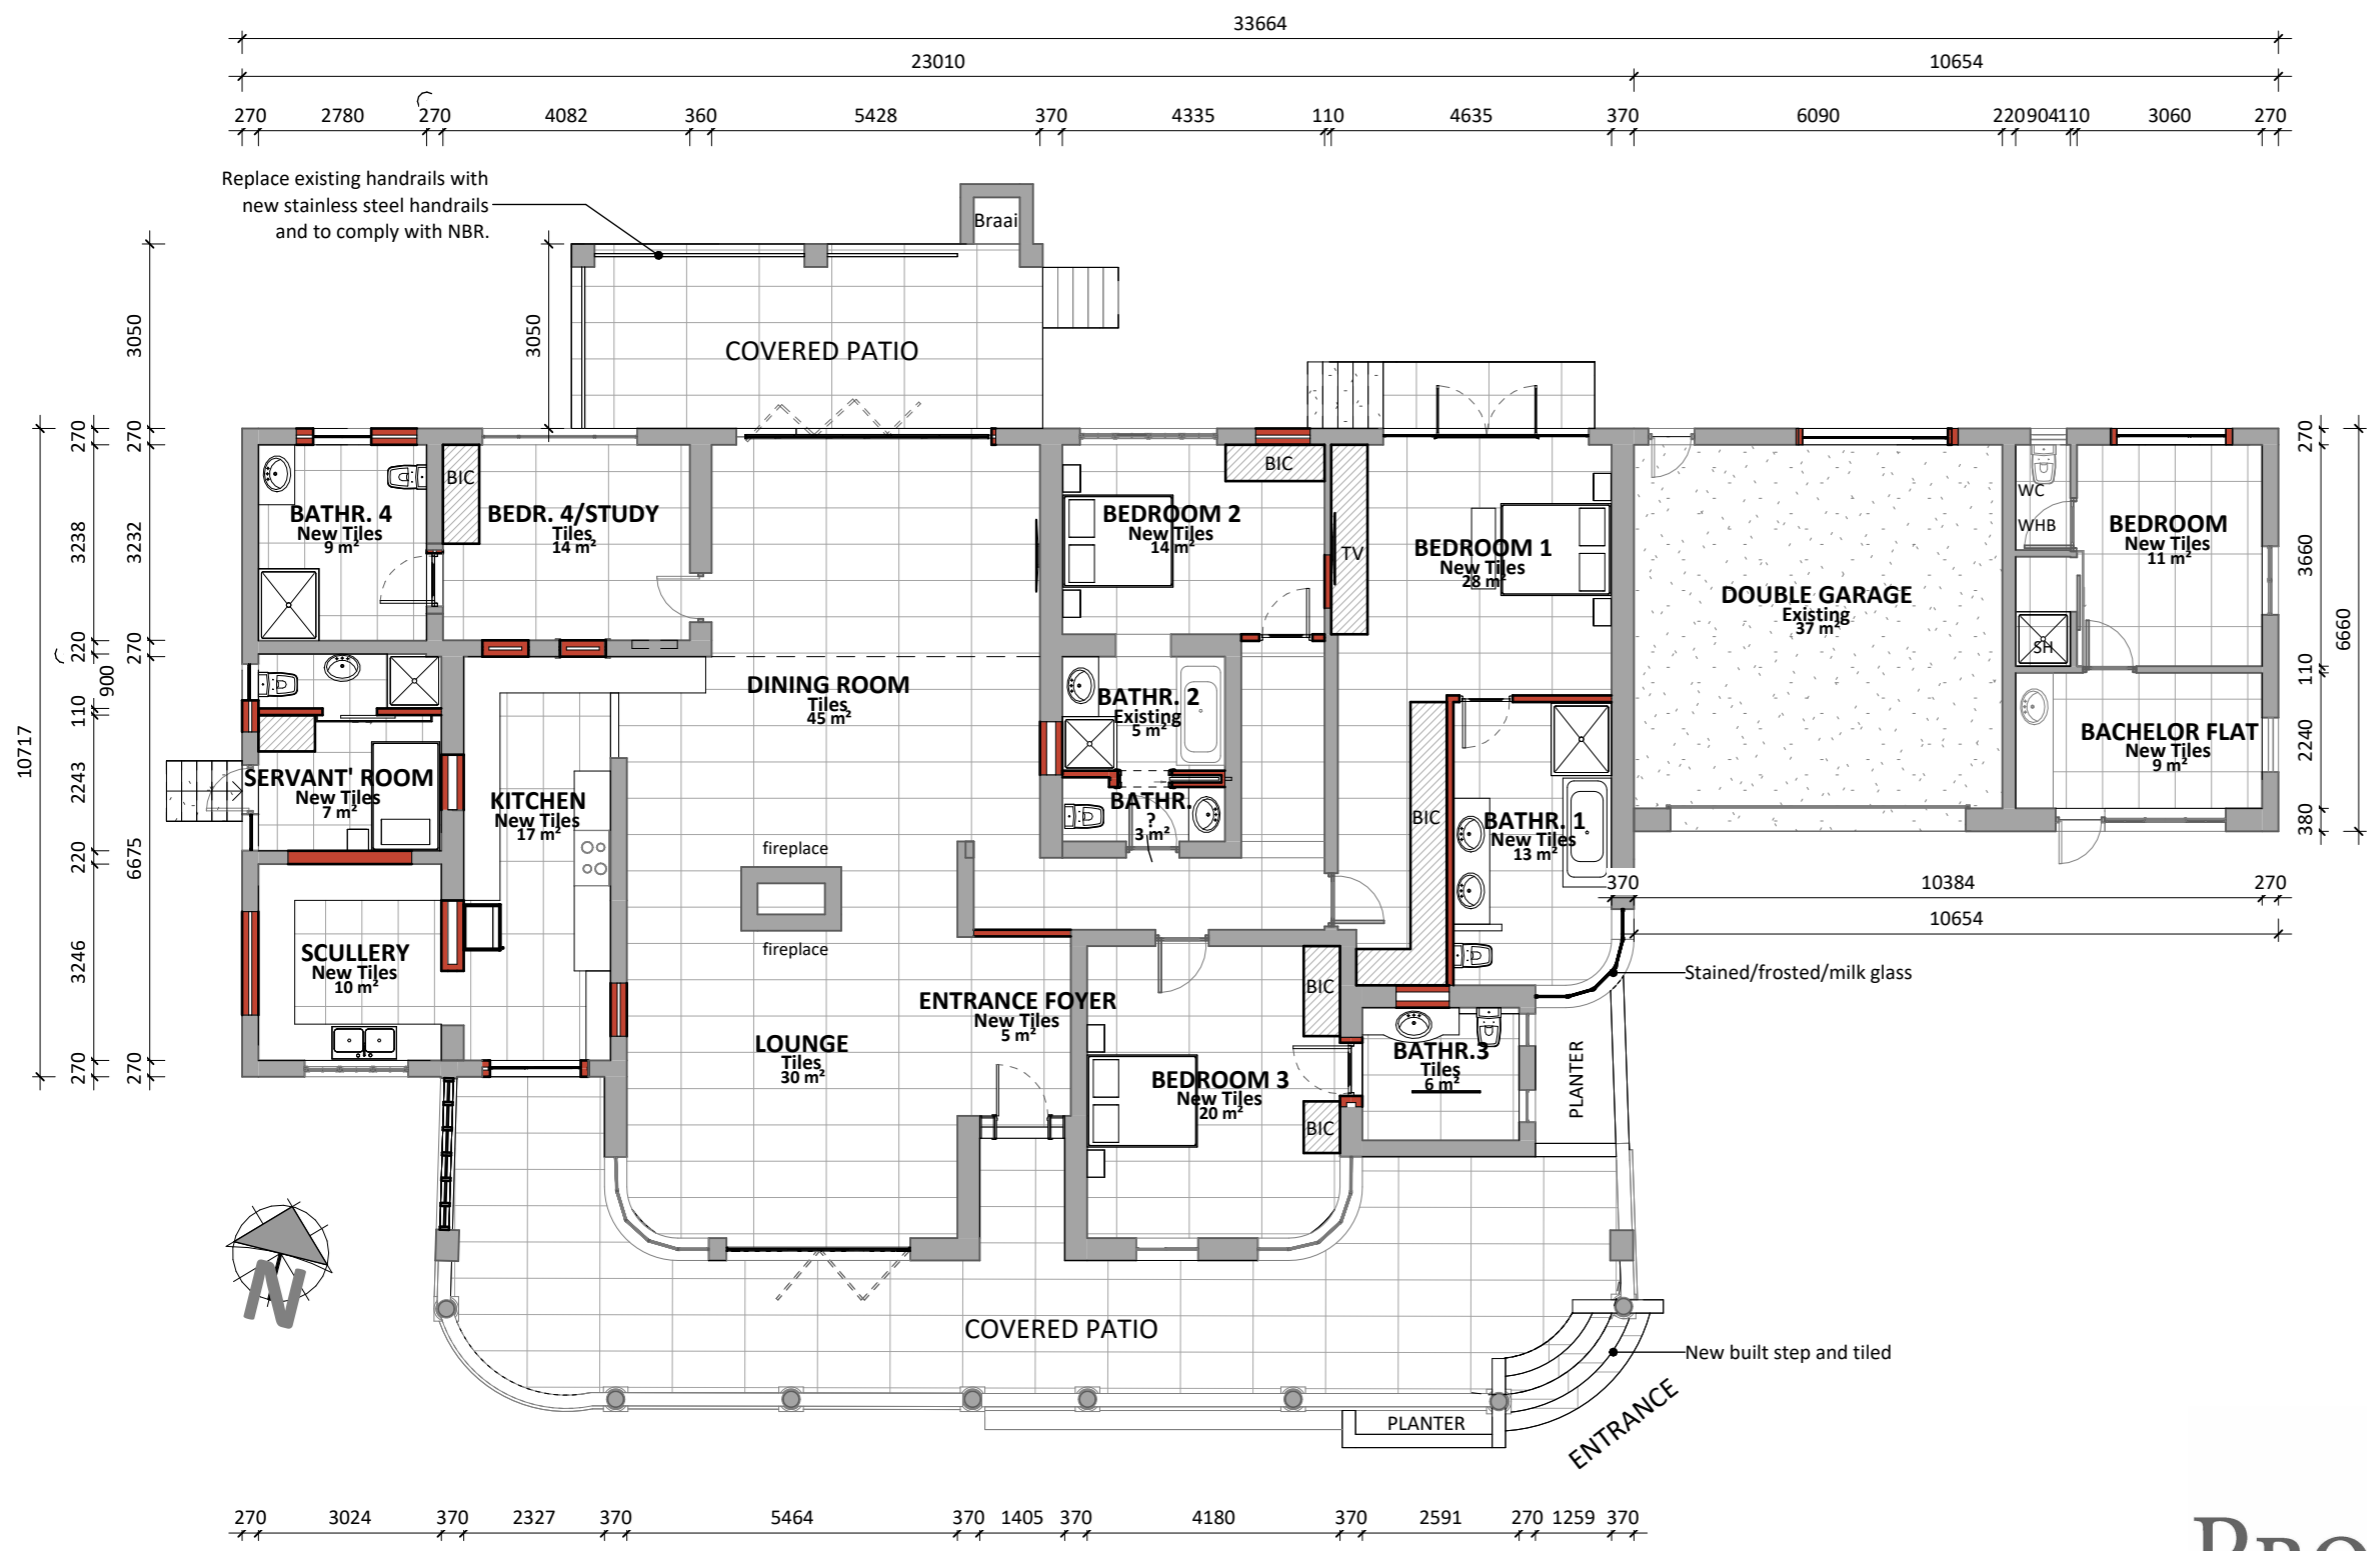 33664
23010 10654
270 2780 270 4082 360 5428 370 4335 110 4635 370 6090 220 904 110 3060 270
Replace existing handrails with
new stainless steel handrails
and to comply with NBR.
Braai
3050
3050
COVERED PATIO
10717
270
3238
220
900
110
2243
220
3246
270
270
3232
270
6675
270
BIC
BATHR. 4
New Tiles
9 m²
BEDR. 4/STUDY
Tiles
14 m²
BIC
BEDROOM 2
New Tiles
14 m²
TV
BEDROOM 1
New Tiles
28 m²
DOUBLE GARAGE
Existing
37 m²
WC
WHB
SH
BEDROOM
New Tiles
11 m²
270
3660
110
2240
380
6660
DINING ROOM
Tiles
45 m²
BATHR. 2
Existing
5 m²
BACHELOR FLAT
New Tiles
9 m²
SERVANT' ROOM
New Tiles
7 m²
KITCHEN
New Tiles
17 m²
BATHR.
?
3 m²
BIC
BATHR. 1
New Tiles
13 m²
fireplace
fireplace
370 10384 270
10654
SCULLERY
New Tiles
10 m²
Stained/frosted/milk glass
BIC
ENTRANCE FOYER
New Tiles
5 m²
LOUNGE
Tiles
30 m²
BATHR.3
Tiles
6 m²
PLANTER
BEDROOM 3
New Tiles
20 m²
BIC
N
COVERED PATIO
New built step and tiled
PLANTER
ENTRANCE
270 3024 370 2327 370 5464 370 1405 370 4180 370 2591 270 1259 370